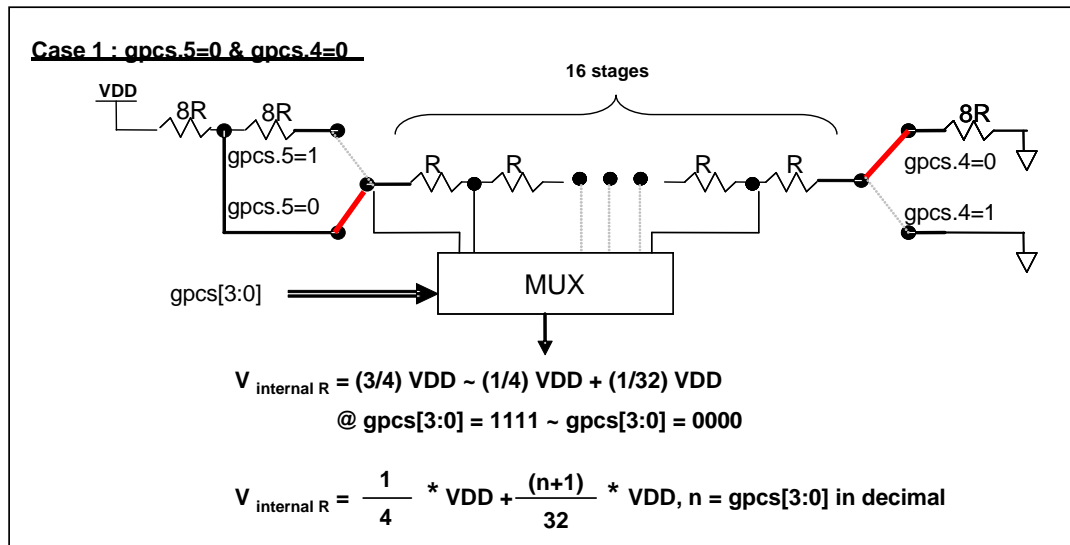 Case 1 : gpcs.5=0 & gpcs.4=0
16 stages
VDD
8R
8R
8R
gpcs.5=1
gpcs.4=0
R
R
R
R
gpcs.5=0
gpcs.4=1
MUX
gpcs[3:0]
V internal R = (3/4) VDD ~ (1/4) VDD + (1/32) VDD
@ gpcs[3:0] = 1111 ~ gpcs[3:0] = 0000
V internal R = 1/4 * VDD + (n+1)/32 * VDD, n = gpcs[3:0] in decimal